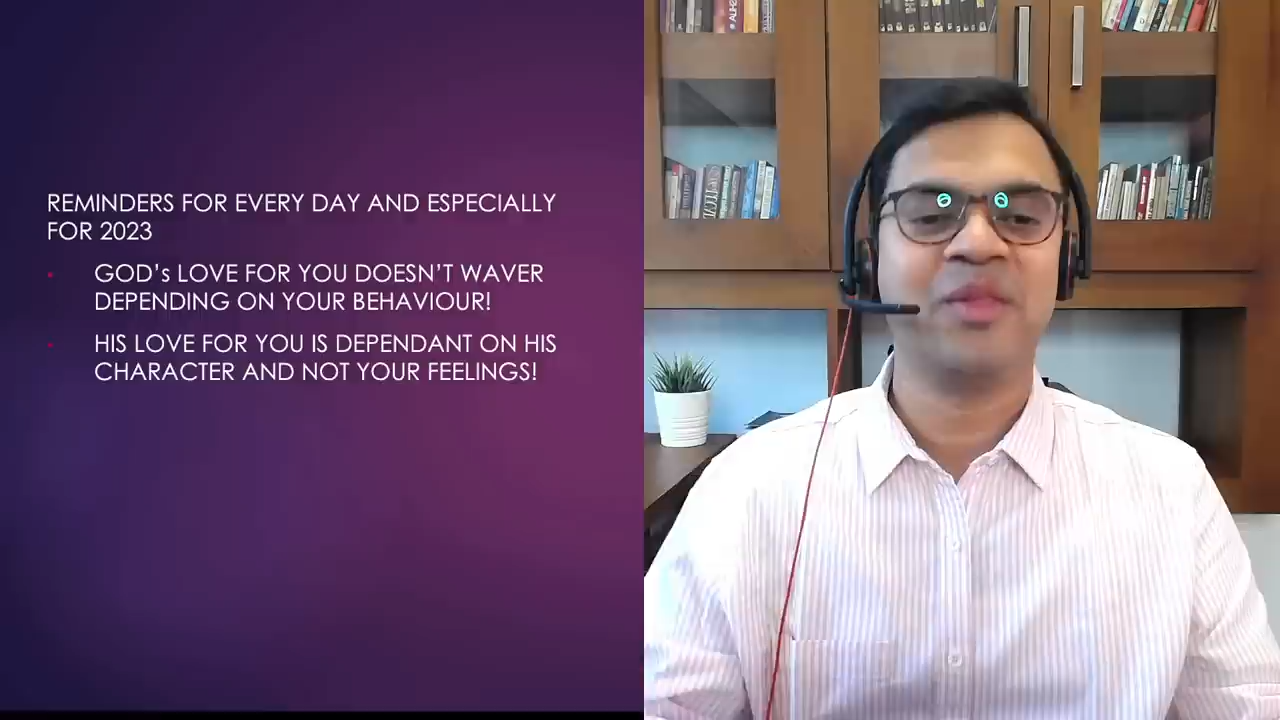 REMINDERS FOR EVERY DAY AND ESPECIALLY
FOR 2023
GOD's LOVE FOR YOU DOESN'T WAVER
DEPENDING ON YOUR BEHAVIOUR!
HIS LOVE FOR YOU IS DEPENDANT ON HIS
CHARACTER AND NOT YOUR FEELINGS!